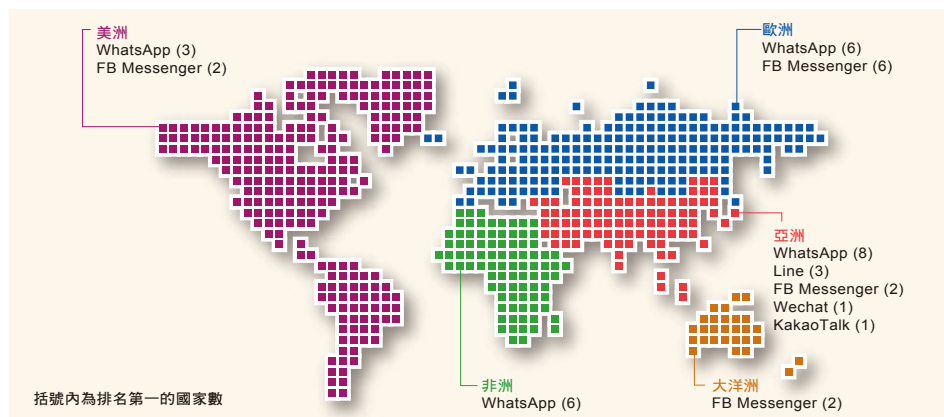 美洲
WhatsApp (3)
FB Messenger (2)
歐洲
WhatsApp (6)
FB Messenger (6)
亞洲
WhatsApp (8)
Line (3)
FB Messenger (2)
Wechat (1)
KakaoTalk (1)
非洲
WhatsApp (6)
大洋洲
FB Messenger (2)
括號內為排名第一的國家數